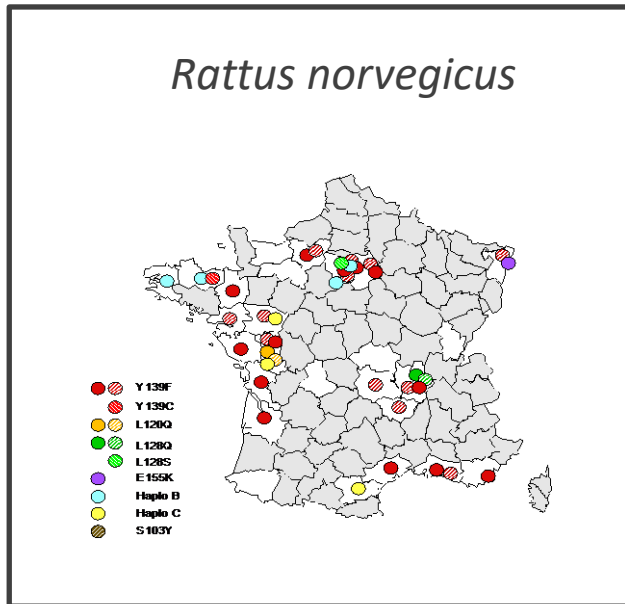 Rattus norvegicus
Y139F
Y139C
L120Q
L128Q
L128S
E155K
Haplo B
Haplo C
S103Y